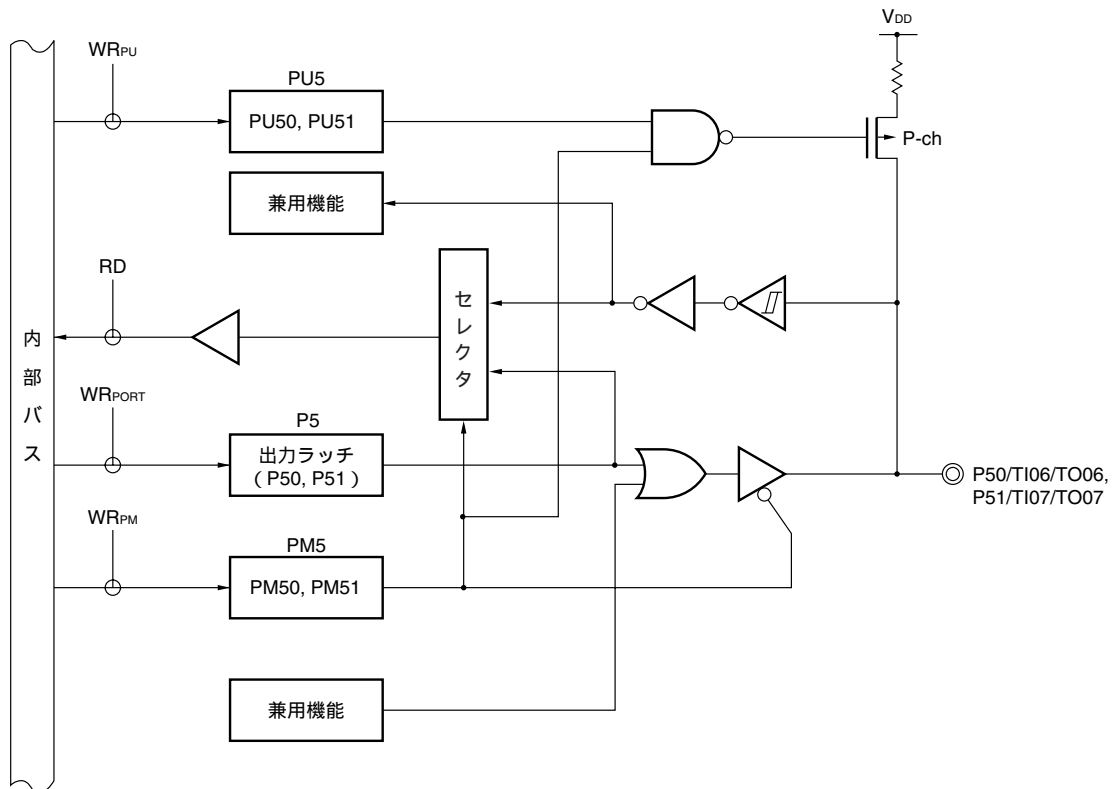 VDD
WRPU
PU5
PU50, PU51
P-ch
兼用機能
RD
セレクタ
内部バス
WRPORT
P5
出力ラッチ
（P50, P51）
P50/TI06/TO06,
P51/TI07/TO07
WRPM
PM5
PM50, PM51
兼用機能